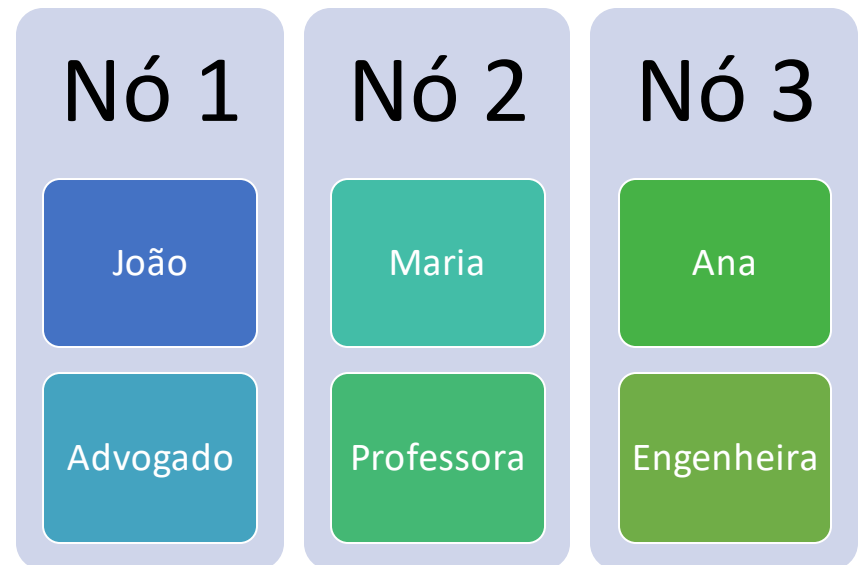 Nó 1
João
Advogado
Nó 2
Maria
Professora
Nó 3
Ana
Engenheira